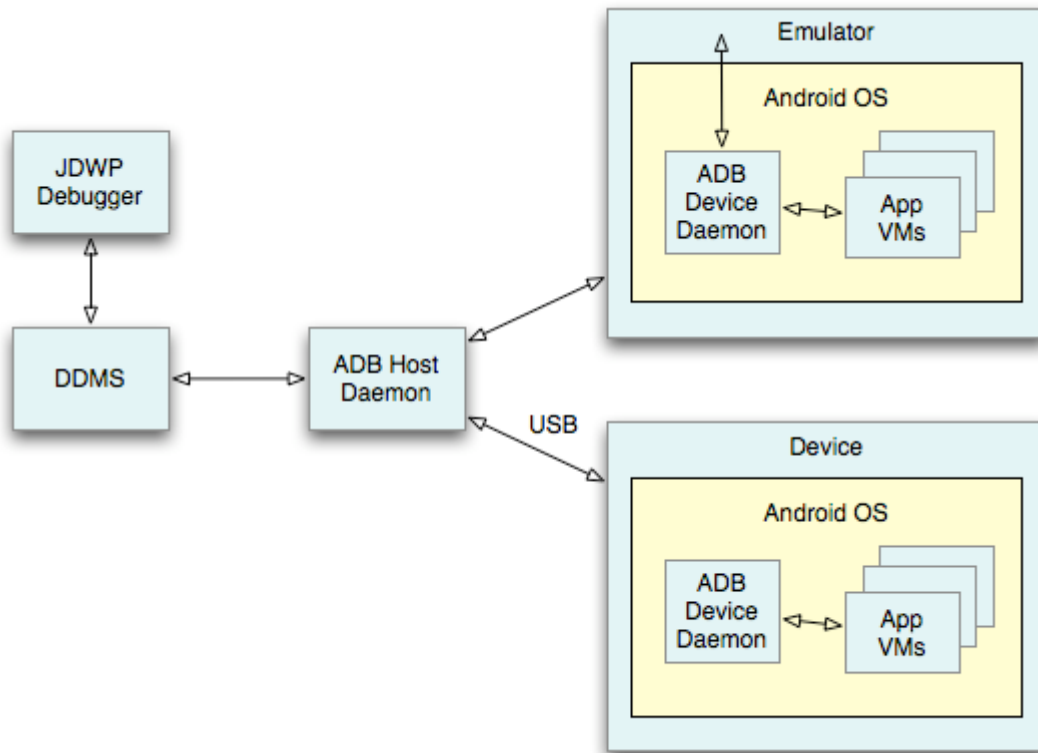 Emulator
Android OS
ADB
Device
Daemon
App
VMs
JDWP
Debugger
DDMS
ADB Host
Daemon
USB
Device
Android OS
ADB
Device
Daemon
App
VMs